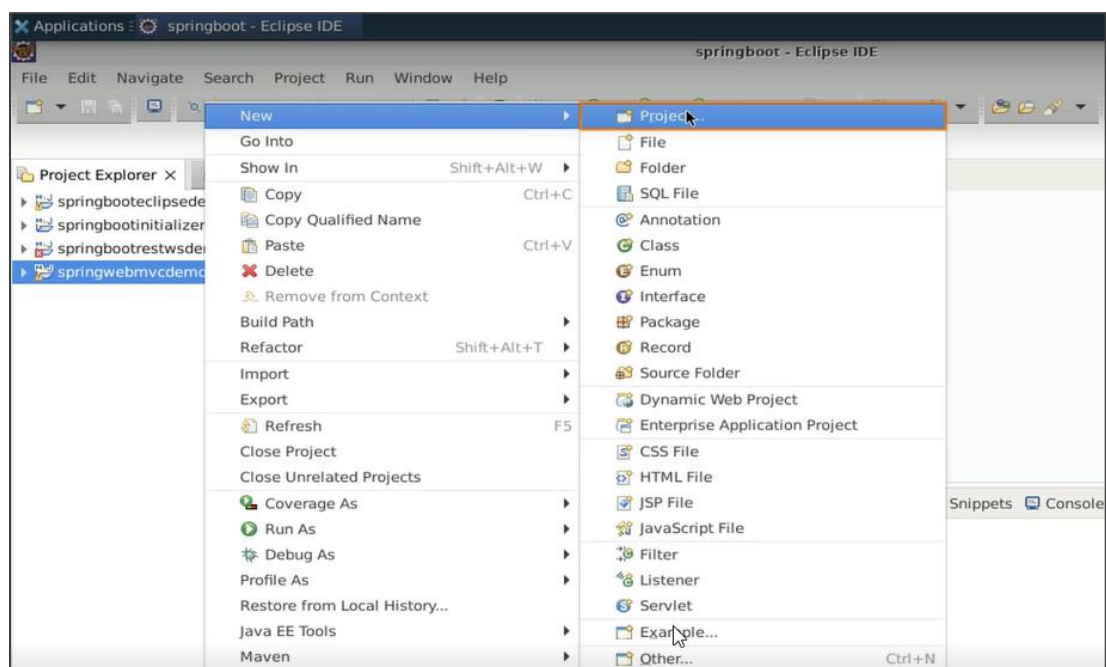 Applications : springboot - Eclipse IDE
springboot - Eclipse IDE
File Edit Navigate Search Project Run Window Help
Project Explorer ×
springbooteclipsede
springbootinitializer
springbootrestwsde
springwebmvcdemo
New
Go Into
Show In Shift+Alt+W
Copy Ctrl+C
Copy Qualified Name
Paste Ctrl+V
Delete
Remove from Context
Build Path
Refactor Shift+Alt+T
Import
Export
Refresh F5
Close Project
Close Unrelated Projects
Coverage As
Run As
Debug As
Profile As
Restore from Local History...
Java EE Tools
Maven
Project...
File
Folder
SQL File
Annotation
Class
Enum
Interface
Package
Record
Source Folder
Dynamic Web Project
Enterprise Application Project
CSS File
HTML File
JSP File
JavaScript File
Filter
Listener
Servlet
Example...
Other... Ctrl+N
Snippets Console